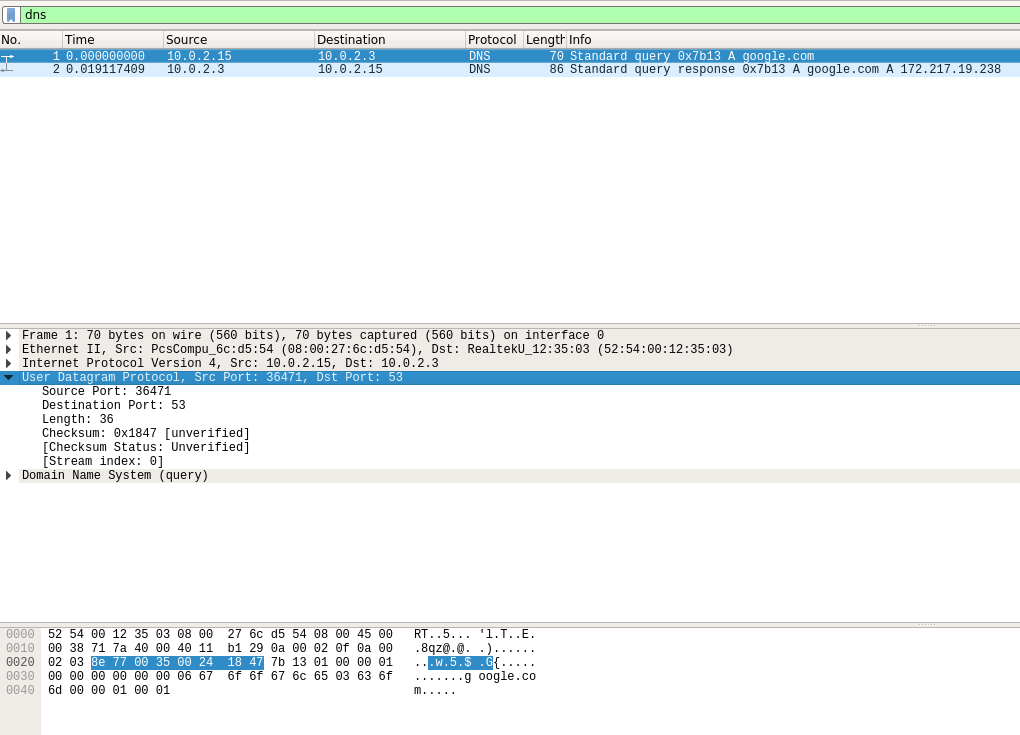 dns
No. Time Source Destination Protocol Length Info
1 0.000000000 10.0.2.15 10.0.2.3 DNS 70 Standard query 0x7b13 A google.com
2 0.019117409 10.0.2.3 10.0.2.15 DNS 86 Standard query response 0x7b13 A google.com A 172.217.19.238
Frame 1: 70 bytes on wire (560 bits), 70 bytes captured (560 bits) on interface 0
Ethernet II, Src: PcsCompu_6c:d5:54 (08:00:27:6c:d5:54), Dst: RealtekU_12:35:03 (52:54:00:12:35:03)
Internet Protocol Version 4, Src: 10.0.2.15, Dst: 10.0.2.3
User Datagram Protocol, Src Port: 36471, Dst Port: 53
Source Port: 36471
Destination Port: 53
Length: 36
Checksum: 0x1847 [unverified]
[Checksum Status: Unverified]
[Stream index: 0]
Domain Name System (query)
0000 52 54 00 12 35 03 08 00 27 6c d5 54 08 00 45 00 RT..5... 'l.T..E.
0010 00 38 71 7a 40 00 40 11 b1 29 0a 00 02 0f 0a 00 .8qz@.@. .)......
0020 02 03 8e 77 00 35 00 24 18 47 7b 13 01 00 00 01 ...w.5.$ .G{.....
0030 00 00 00 00 00 00 06 67 6f 6f 67 6c 65 03 63 6f .......g oogle.co
0040 6d 00 00 01 00 01 m.....